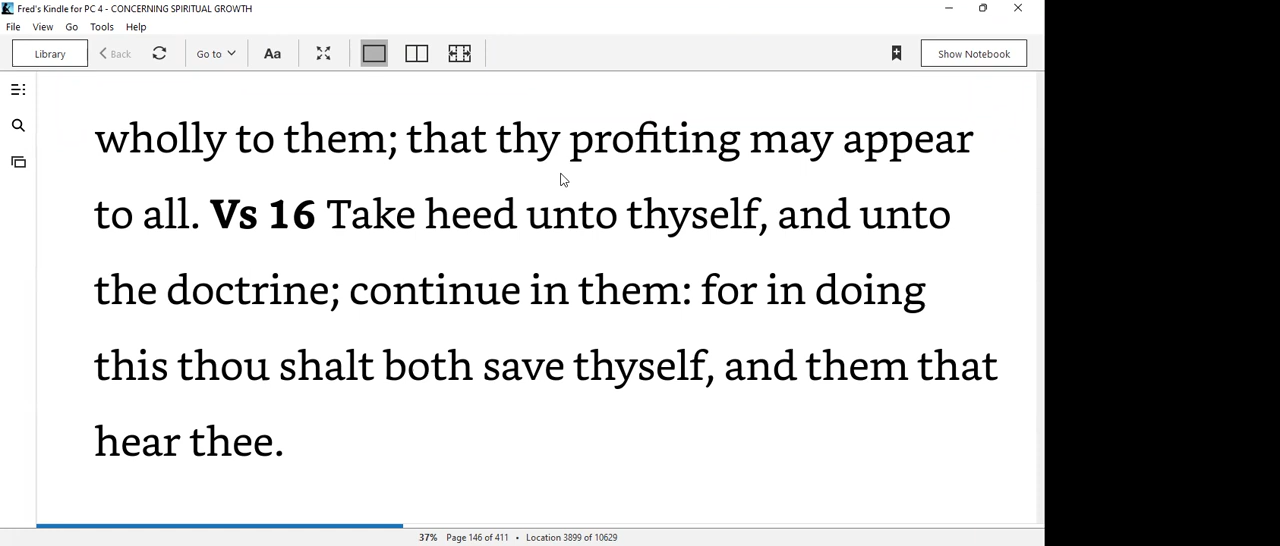 Fred's Kindle for PC 4 - CONCERNING SPIRITUAL GROWTH
File View Go Tools Help
Library Back Go to Aa Show Notebook
wholly to them; that thy profiting may appear
to all. Vs 16 Take heed unto thyself, and unto
the doctrine; continue in them: for in doing
this thou shalt both save thyself, and them that
hear thee.
37% Page 146 of 411 • Location 3899 of 10629